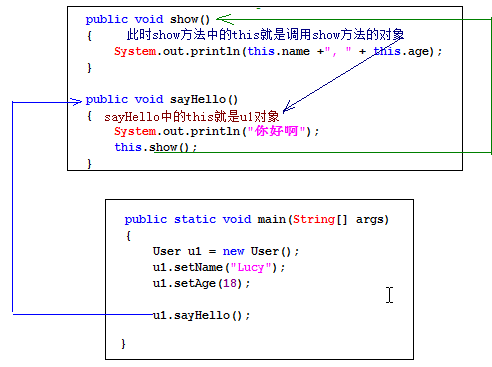 public void show()
{ 此时show方法中的this就是调用show方法的对象
System.out.println(this.name +", " + this.age);
}
public void sayHello()
{ sayHello中的this就是u1对象
System.out.println("你好啊");
this.show();
}
public static void main(String[] args)
{
User u1 = new User();
u1.setName("Lucy");
u1.setAge(18);
u1.sayHello();
}